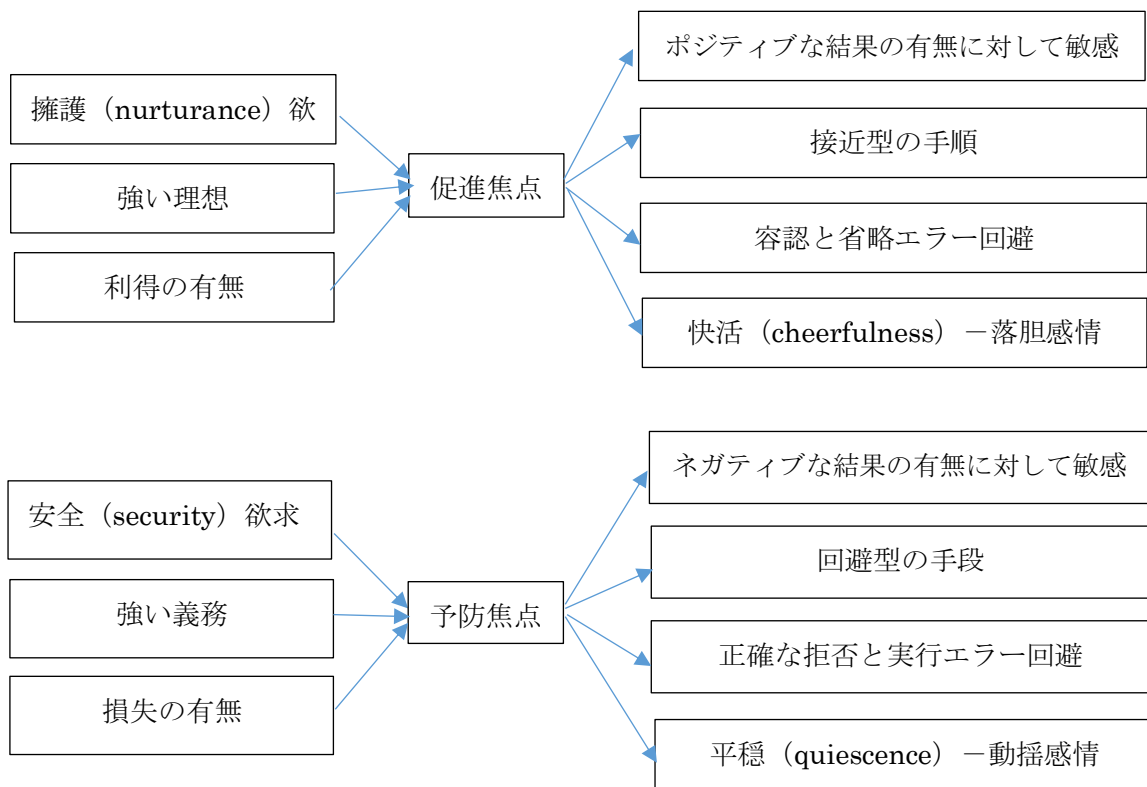 擁護（nurturance）欲
強い理想
利得の有無
促進焦点
ポジティブな結果の有無に対して敏感
接近型の手順
容認と省略エラー回避
快活（cheerfulness）－落胆感情
安全（security）欲求
強い義務
損失の有無
予防焦点
ネガティブな結果の有無に対して敏感
回避型の手段
正確な拒否と実行エラー回避
平穏（quiescence）－動揺感情